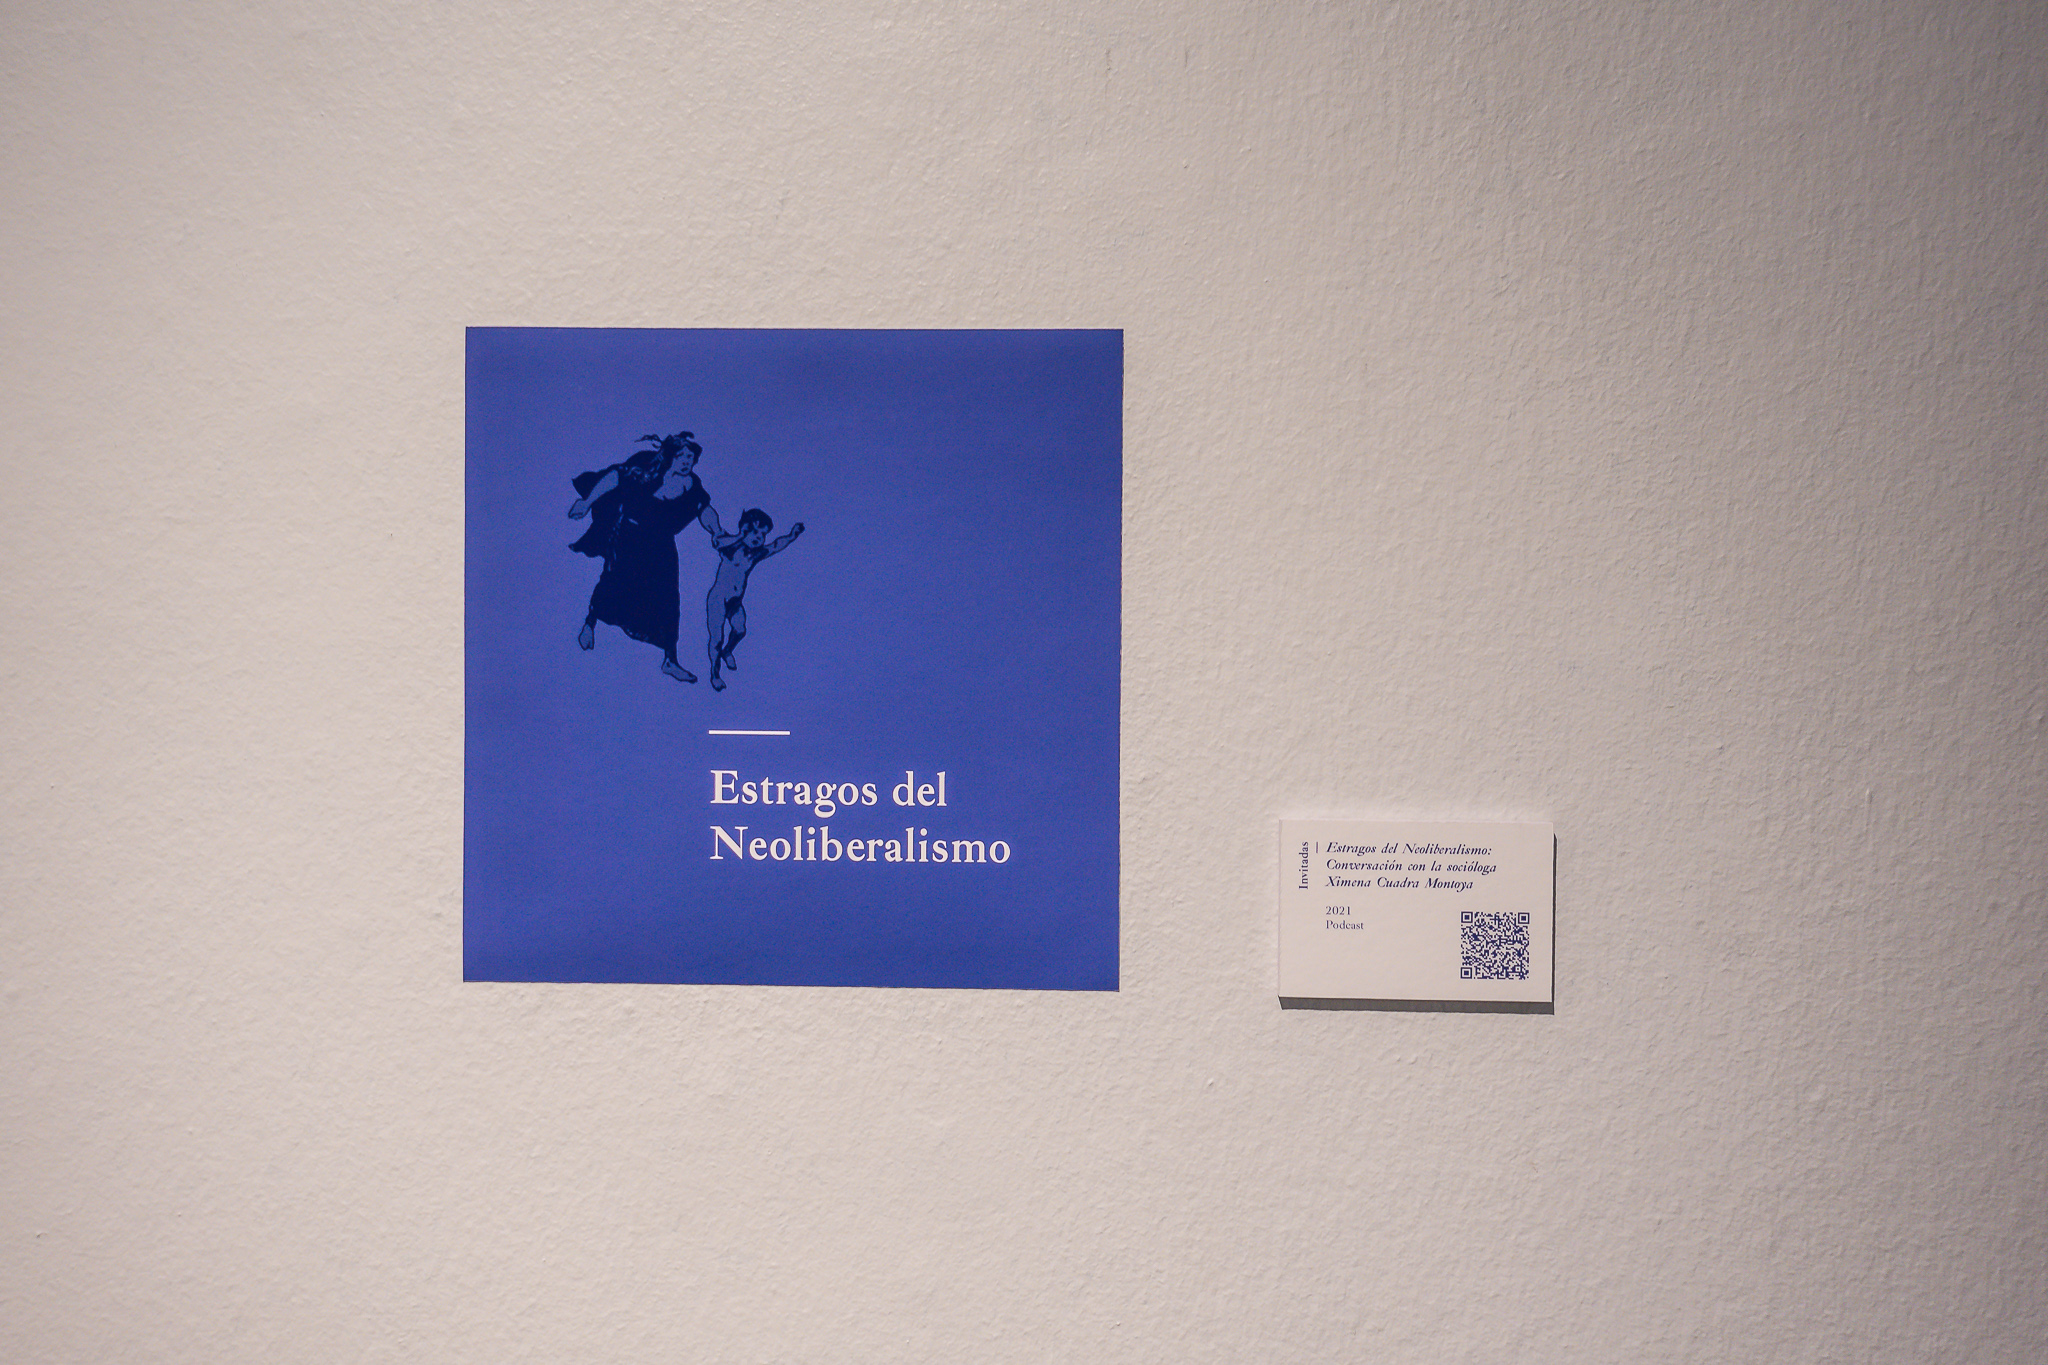 Estragos del
Neoliberalismo
Invitadas
Estragos del Neoliberalismo:
Conversación con la socióloga
Ximena Cuadra Montoya
2021
Podcast